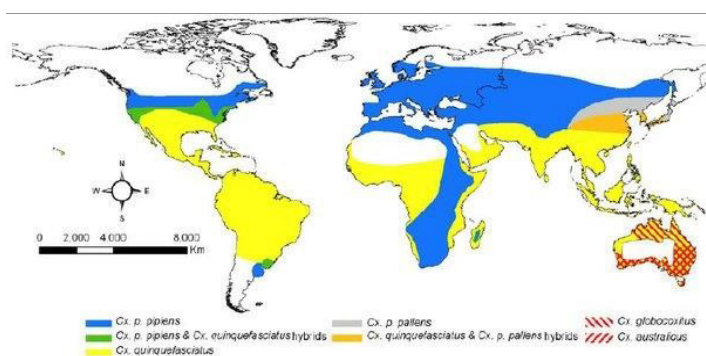 N
W E
S
0 2,000 4,000 8,000
Km
Cx. p. pipiens
Cx. p. pipiens & Cx. quinquefasciatus hybrids
Cx. quinquefasciatus
Cx. p. pallens
Cx. quinquefasciatus & Cx. p. pallens hybrids
Cx. globocoxitus
Cx. australicus